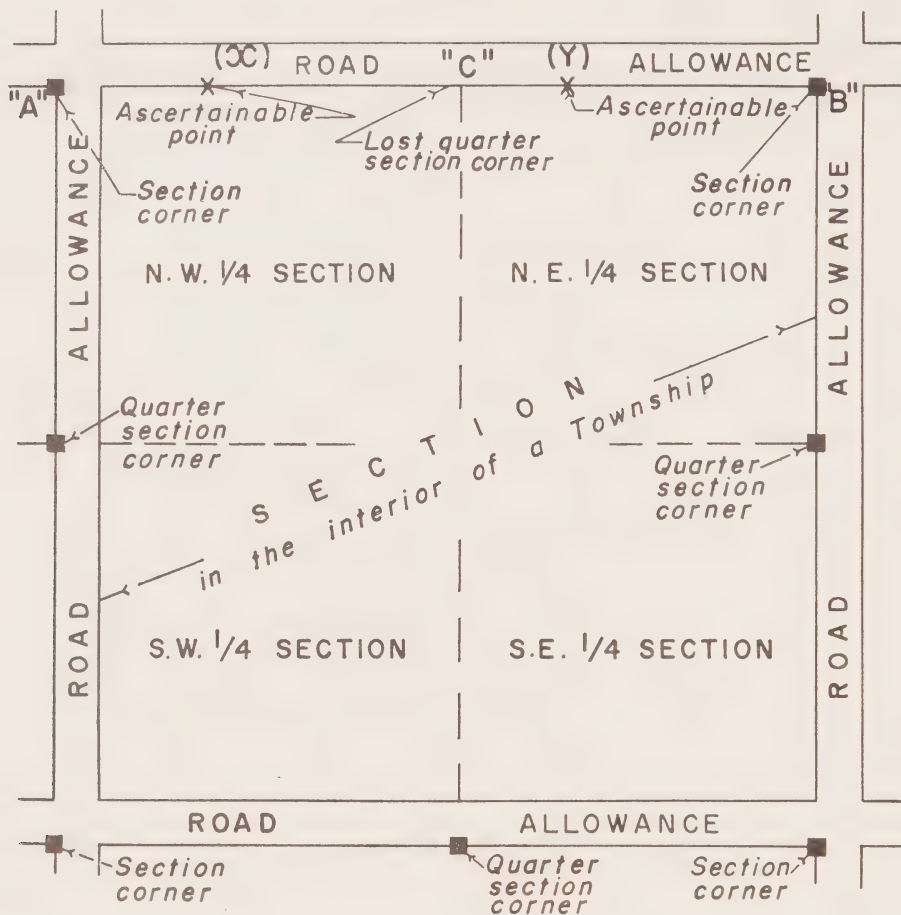 (X) ROAD "C" (Y) ALLOWANCE
"A" "B"
Ascertainable
point
Lost quarter
section corner
Ascertainable
point
Section
corner
Section
corner
ALLOWANCE
ALLOWANCE
N. W. 1/4 SECTION
N. E. 1/4 SECTION
Quarter
section
corner
SECTION
in the interior of a Township
Quarter
section
corner
ROAD
S.W. 1/4 SECTION
S.E. 1/4 SECTION
ROAD
ROAD ALLOWANCE
Section
corner
Quarter
section
corner
Section
corner